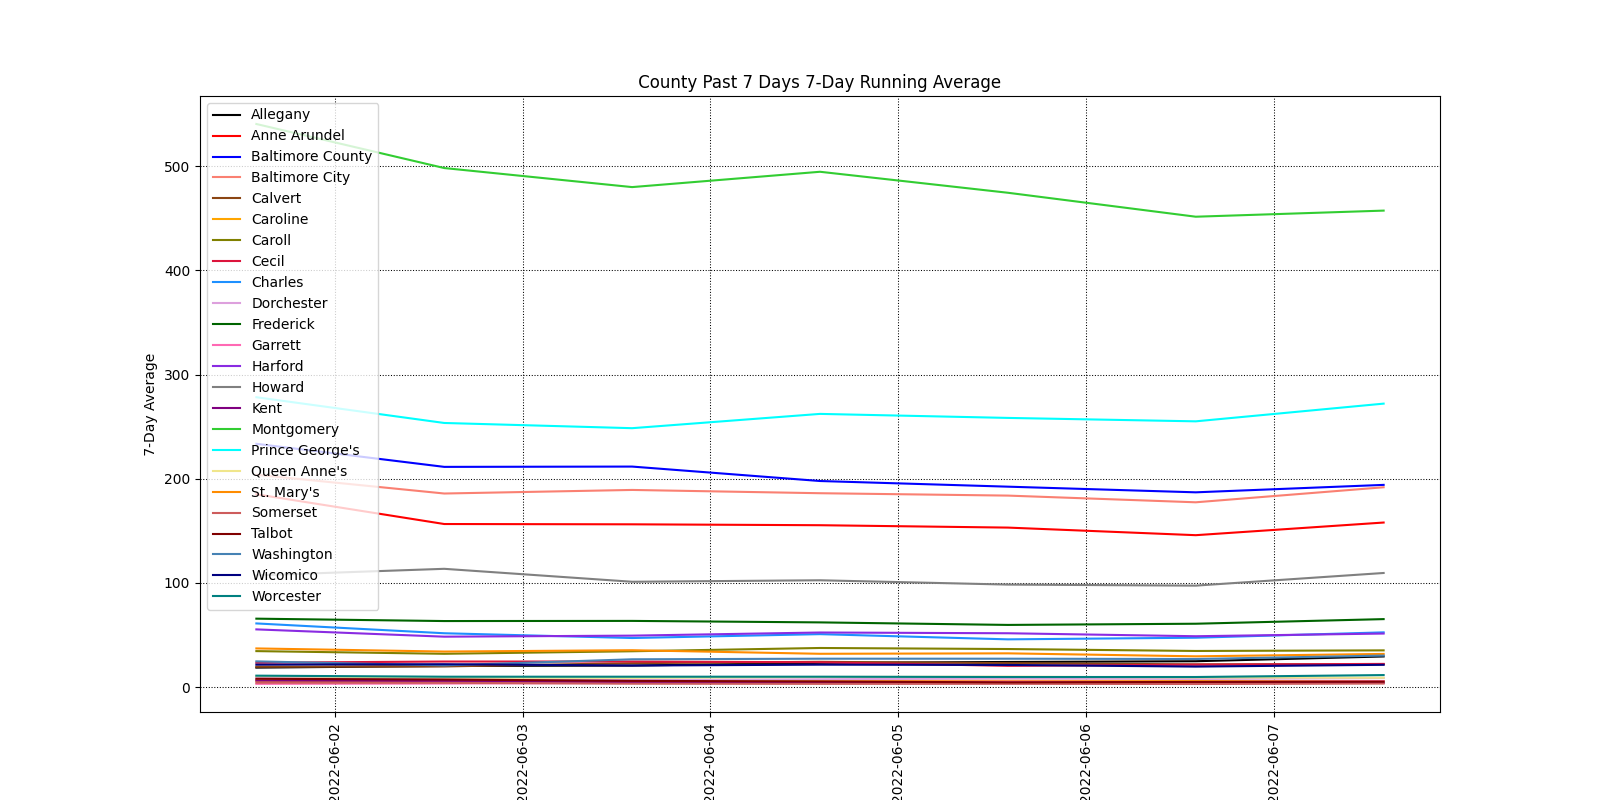 County Past 7 Days 7-Day Running Average
7-Day Average
500
400
300
200
100
0
Allegany
Anne Arundel
Baltimore County
Baltimore City
Calvert
Caroline
Caroll
Cecil
Charles
Dorchester
Frederick
Garrett
Harford
Howard
Kent
Montgomery
Prince George's
Queen Anne's
St. Mary's
Somerset
Talbot
Washington
Wicomico
Worcester
2022-06-02
2022-06-03
2022-06-04
2022-06-05
2022-06-06
2022-06-07